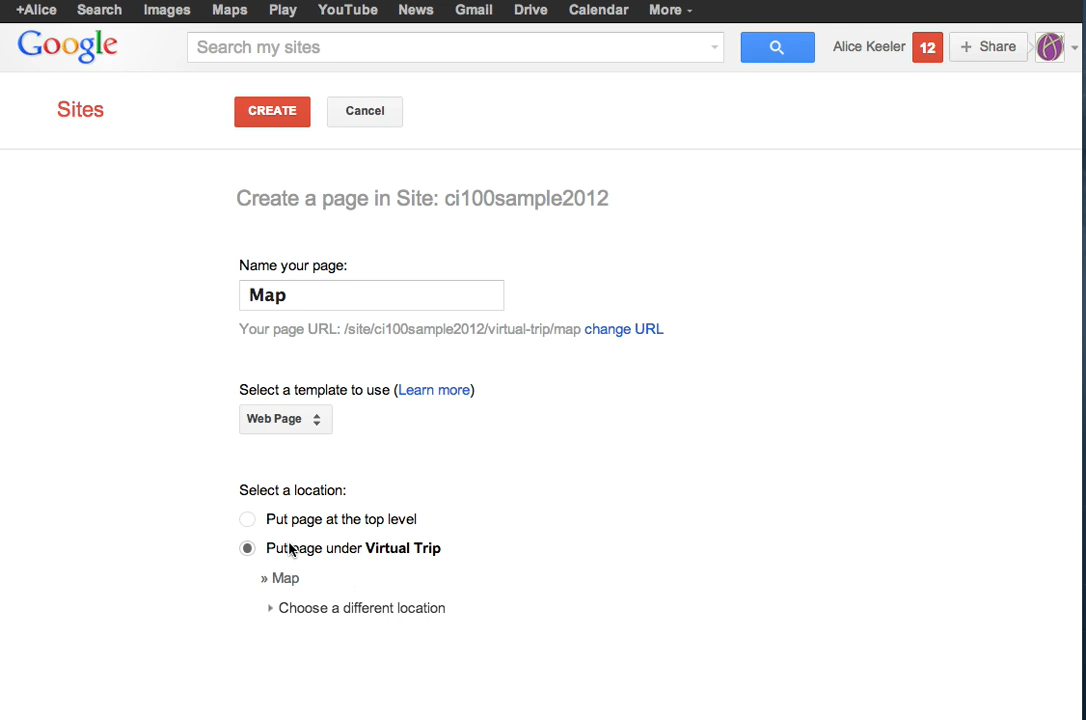 +Alice Search Images Maps Play YouTube News Gmail Drive Calendar More
Google Search my sites Alice Keeler 12 + Share
Sites CREATE Cancel
Create a page in Site: ci100sample2012
Name your page:
Map
Your page URL: /site/ci100sample2012/virtual-trip/map change URL
Select a template to use (Learn more)
Web Page
Select a location:
Put page at the top level
Put page under Virtual Trip
» Map
Choose a different location